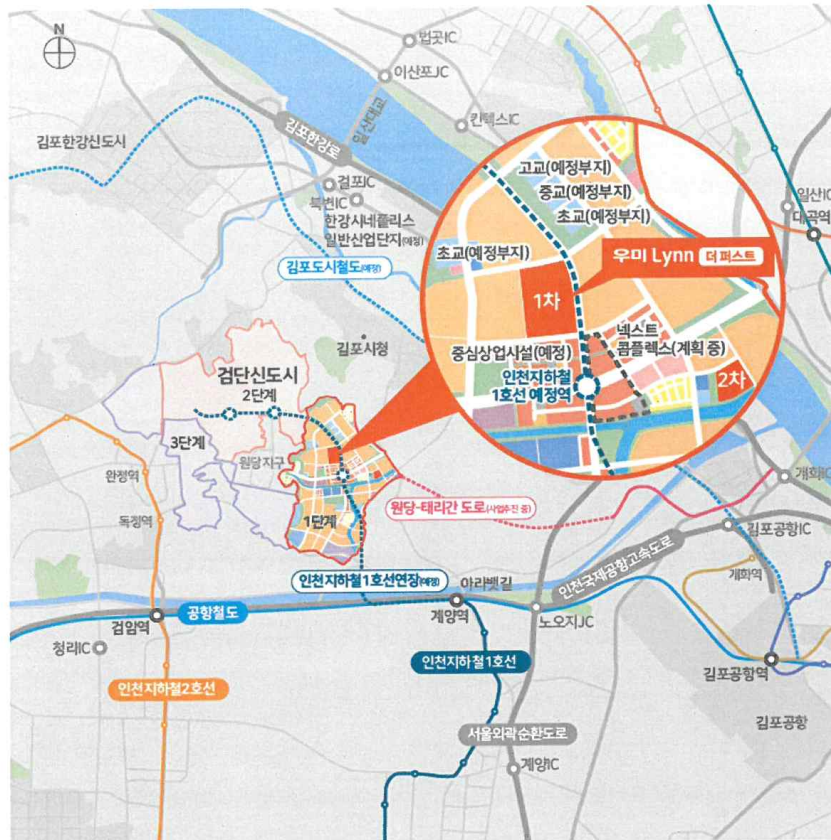 N
법곳IC
이산포JC
일산대교
킨텍스IC
김포한강로
김포한강신도시
걸포IC
북변IC
한강시네폴리스
일반산업단지(예정)
김포도시철도(예정)
일산IC
대곡역
고교(예정부지)
중교(예정부지)
초교(예정부지)
초교(예정부지)
우미 Lynn 더 퍼스트
1차
중심상업시설(예정)
넥스트
콤플렉스(계획 중)
인천지하철
1호선 예정역
2차
김포시청
검단신도시
2단계
3단계
원당지구
1단계
완정역
독정역
원당-태리간 도로(사업추진 중)
개화IC
김포공항IC
인천국제공항고속도로
개화역
인천지하철1호선연장(예정)
아라뱃길
검암역
공항철도
계양역
노오지JC
청라IC
인천지하철2호선
인천지하철1호선
김포공항역
서울외곽순환도로
김포공항
계양IC